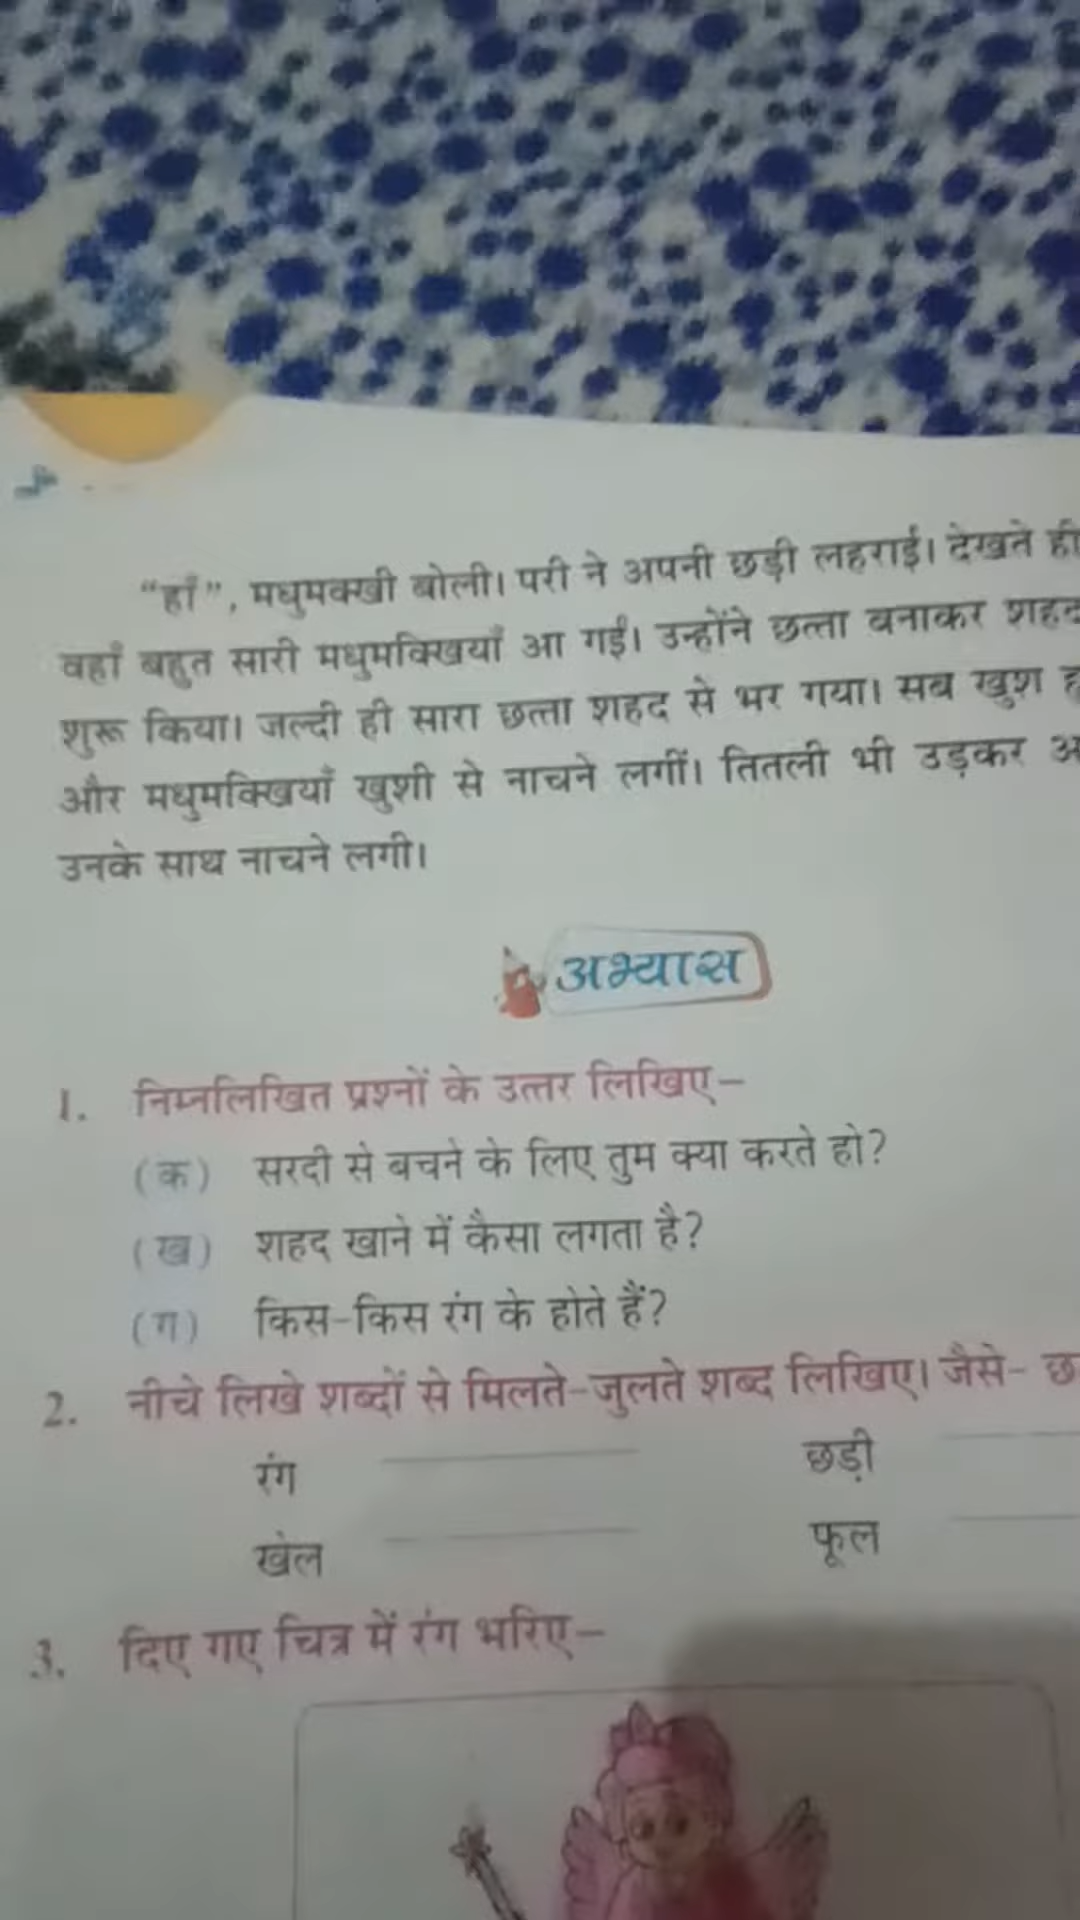 “हाँ”, मधुमक्खी बोली। परी ने अपनी छड़ी लहराई। देखते ही
वहाँ बहुत सारी मधुमक्खियाँ आ गईं। उन्होंने छत्ता बनाकर शहद
शुरू किया। जल्दी ही सारा छत्ता शहद से भर गया। सब खुश
और मधुमक्खियाँ खुशी से नाचने लगीं। तितली भी उड़कर
उनके साथ नाचने लगी।
अभ्यास
1. निम्नलिखित प्रश्नों के उत्तर लिखिए–
(क) सरदी से बचने के लिए तुम क्या करते हो?
(ख) शहद खाने में कैसा लगता है?
(ग) किस-किस रंग के होते हैं?
2. नीचे लिखे शब्दों से मिलते-जुलते शब्द लिखिए। जैसे-
रंग छड़ी
खेल फूल
3. दिए गए चित्र में रंग भरिए–